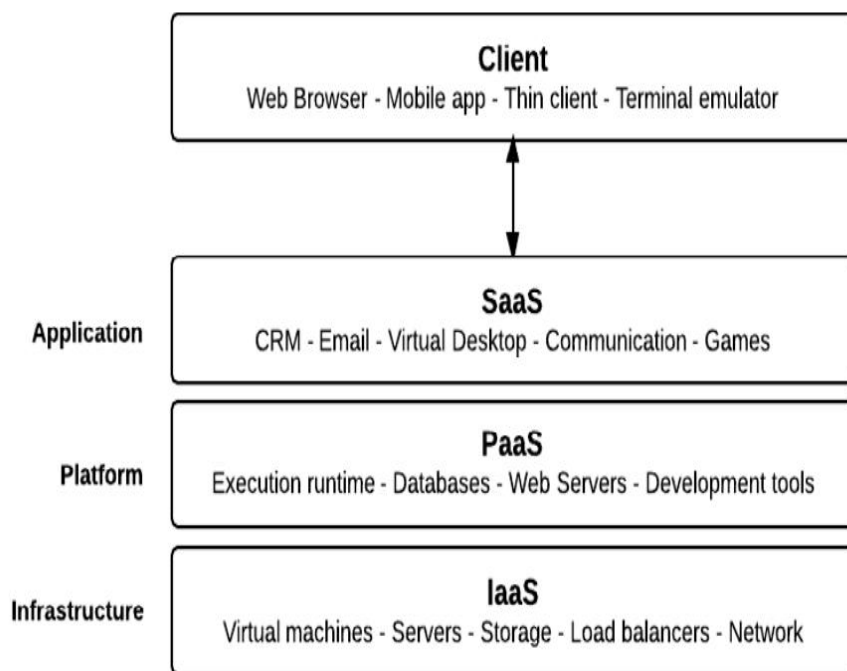 Client
Web Browser - Mobile app - Thin client - Terminal emulator
SaaS
Application
CRM - Email - Virtual Desktop - Communication - Games
PaaS
Platform
Execution runtime - Databases - Web Servers - Development tools
IaaS
Infrastructure
Virtual machines - Servers - Storage - Load balancers - Network